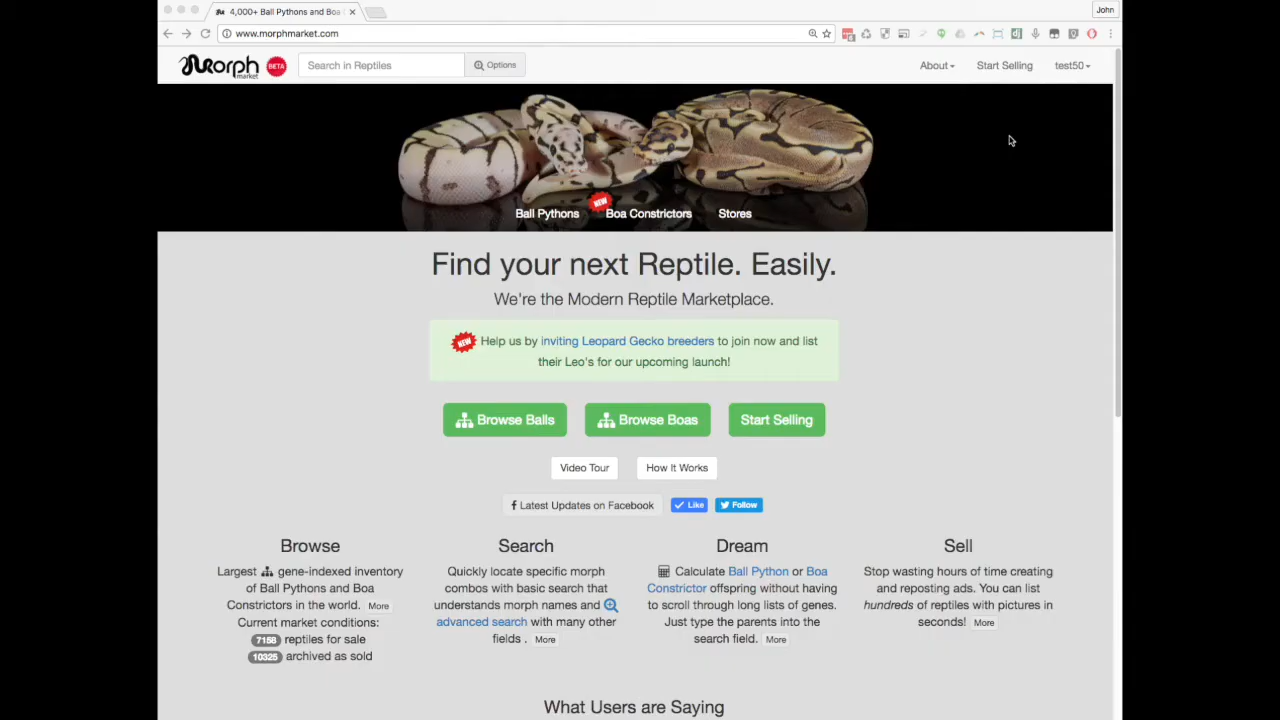 4,000+ Ball Pythons and Boa
John
www.morphmarket.com
Morph market BETA
Search in Reptiles
Options
About
Start Selling
test50
NEW
Ball Pythons
Boa Constrictors
Stores
Find your next Reptile. Easily.
We're the Modern Reptile Marketplace.
NEW Help us by inviting Leopard Gecko breeders to join now and list
their Leo's for our upcoming launch!
Browse Balls
Browse Boas
Start Selling
Video Tour
How It Works
Latest Updates on Facebook
Like
Follow
Browse
Largest gene-indexed inventory
of Ball Pythons and Boa
Constrictors in the world. More
Current market conditions:
7158 reptiles for sale
10325 archived as sold
Search
Quickly locate specific morph
combos with basic search that
understands morph names and
advanced search with many other
fields . More
Dream
Calculate Ball Python or Boa
Constrictor offspring without having
to scroll through long lists of genes.
Just type the parents into the
search field. More
Sell
Stop wasting hours of time creating
and reposting ads. You can list
hundreds of reptiles with pictures in
seconds! More
What Users are Saying